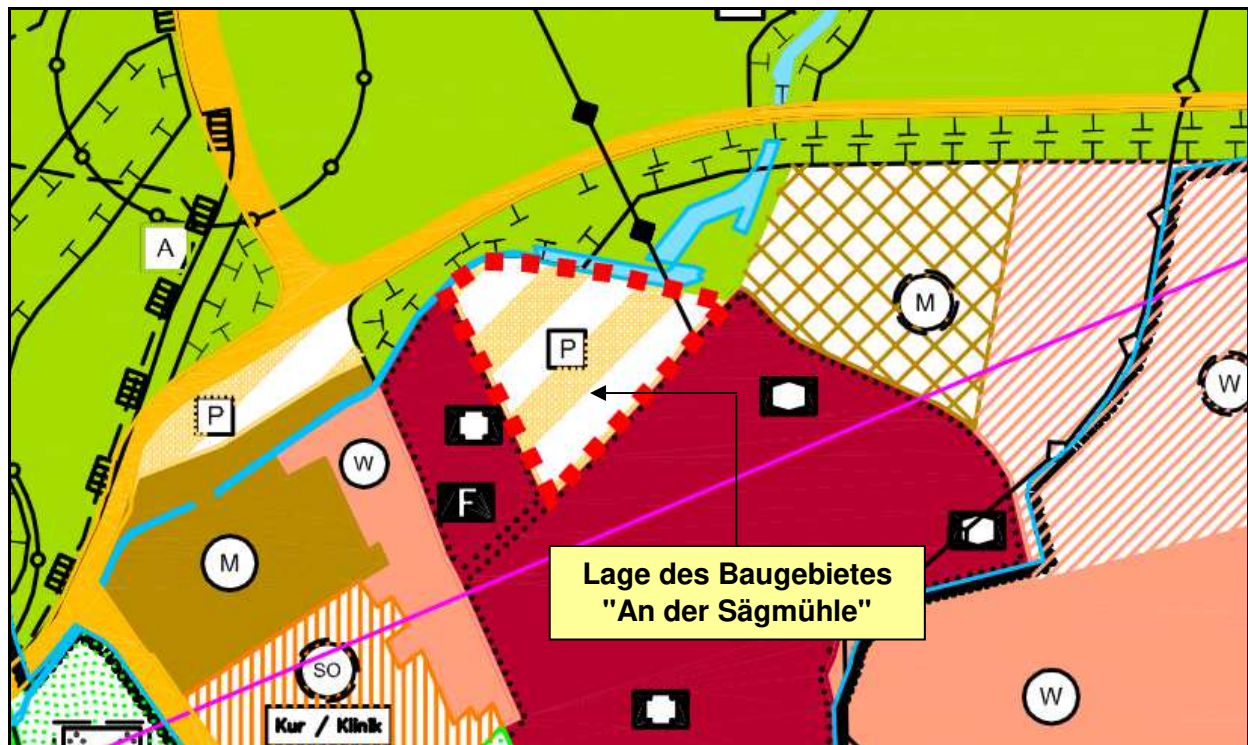 A
M
P
W
P
W
F
M
Lage des Baugebietes
"An der Sägmühle"
SO
W
Kur / Klinik